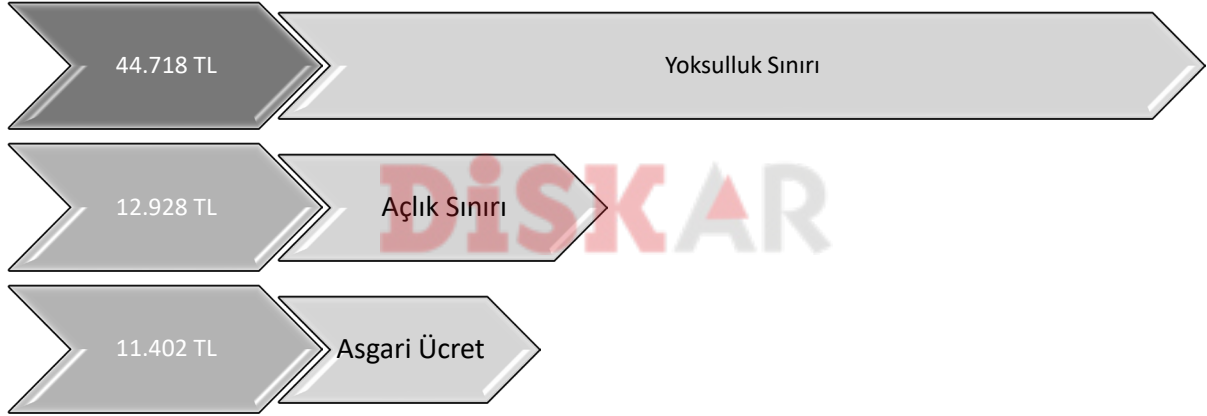 44.718 TL
Yoksulluk Sınırı
12.928 TL
Açlık Sınırı
DİSKAR
11.402 TL
Asgari Ücret